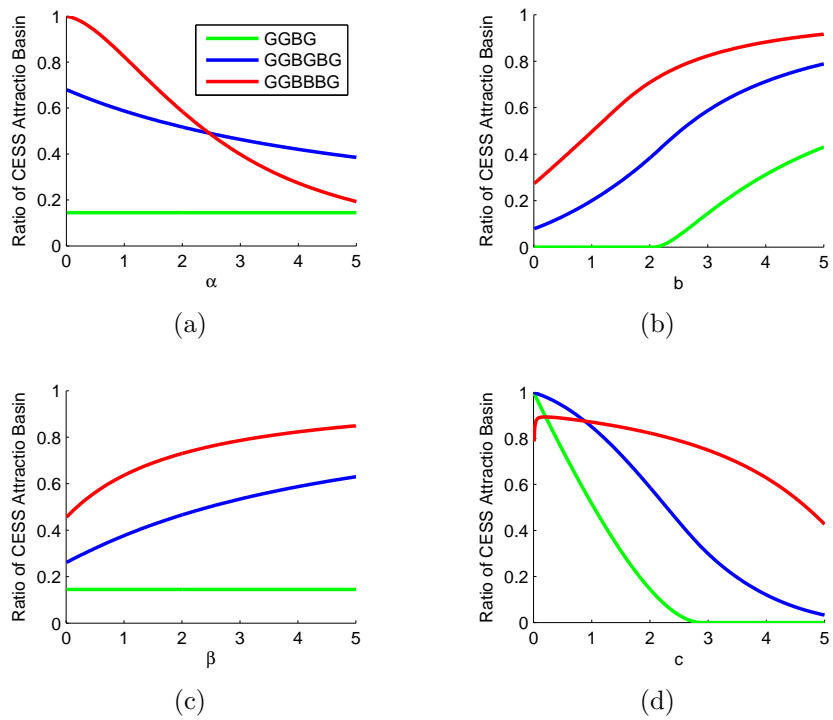 Ratio of CESS Attractio Basin
1
0.8
0.6
0.4
0.2
0
0 1 2 3 4 5
α
GGBG
GGBGBG
GGBBBG
(a)
Ratio of CESS Attractio Basin
1
0.8
0.6
0.4
0.2
0
0 1 2 3 4 5
b
(b)
Ratio of CESS Attractio Basin
1
0.8
0.6
0.4
0.2
0
0 1 2 3 4 5
β
(c)
Ratio of CESS Attractio Basin
1
0.8
0.6
0.4
0.2
0
0 1 2 3 4 5
c
(d)